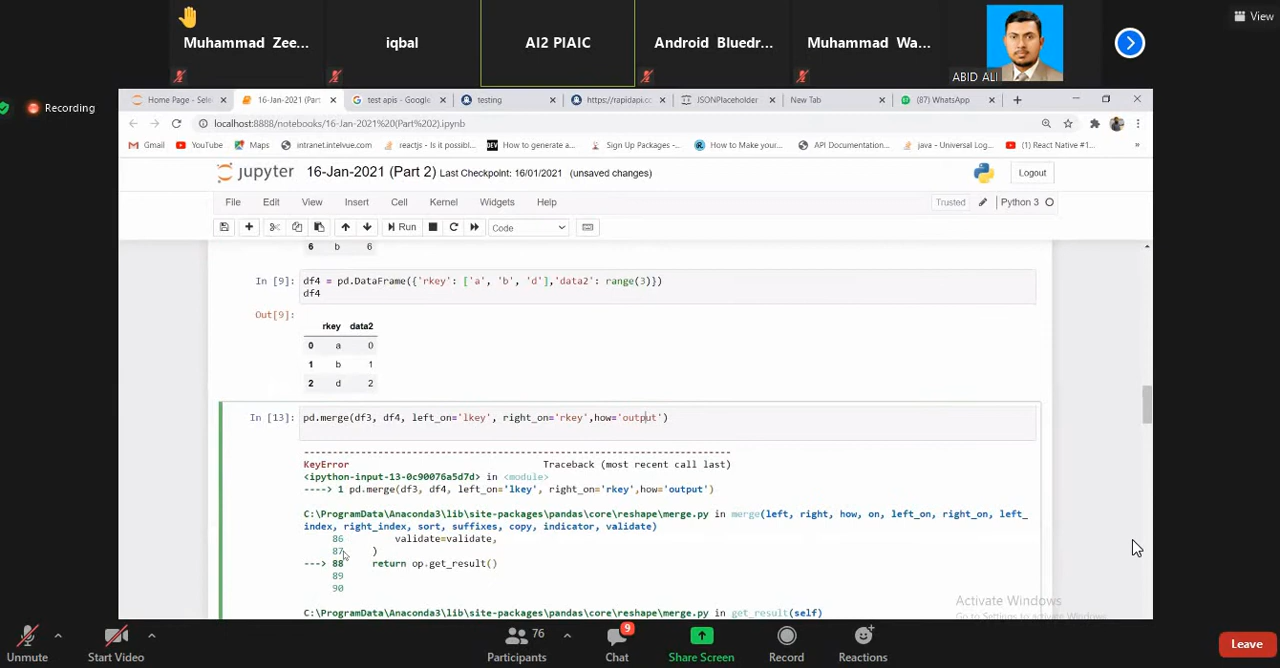 View
Muhammad Zee...
iqbal
AI2 PIAIC
Android Bluedr...
Muhammad Wa...
ABID ALI
Recording
Home Page - Sele
16-Jan-2021 (Part
test apis - Google
testing
https://rapidapi.co
JSONPlaceholder
New Tab
(87) WhatsApp
localhost:8888/notebooks/16-Jan-2021%20(Part%202).ipynb
Gmail
YouTube
Maps
intranet.intelvue.com
reactjs - Is it possibl...
DEV
How to generate a...
Sign Up Packages -...
How to Make your...
API Documentation...
java - Universal Log...
(1) React Native #1...
»
jupyter
16-Jan-2021 (Part 2) Last Checkpoint: 16/01/2021 (unsaved changes)
Logout
File Edit View Insert Cell Kernel Widgets Help
Trusted
Python 3
Run
Code
6 b 6
In [9]: df4 = pd.DataFrame({'rkey': ['a', 'b', 'd'],'data2': range(3)})
df4
Out[9]:
rkey data2
0 a 0
1 b 1
2 d 2
In [13]: pd.merge(df3, df4, left_on='lkey', right_on='rkey',how='output')
---------------------------------------------------------------------------
KeyError Traceback (most recent call last)
<ipython-input-13-0c90076a5d7d> in <module>
----> 1 pd.merge(df3, df4, left_on='lkey', right_on='rkey',how='output')
C:\ProgramData\Anaconda3\lib\site-packages\pandas\core\reshape\merge.py in merge(left, right, how, on, left_on, right_on, left_
index, right_index, sort, suffixes, copy, indicator, validate)
86 validate=validate,
87 )
---> 88 return op.get_result()
89
90
C:\ProgramData\Anaconda3\lib\site-packages\pandas\core\reshape\merge.py in get_result(self)
Activate Windows
Go to Settings to activate Windows.
Unmute
Start Video
76
Participants
9
Chat
Share Screen
Record
Reactions
Leave